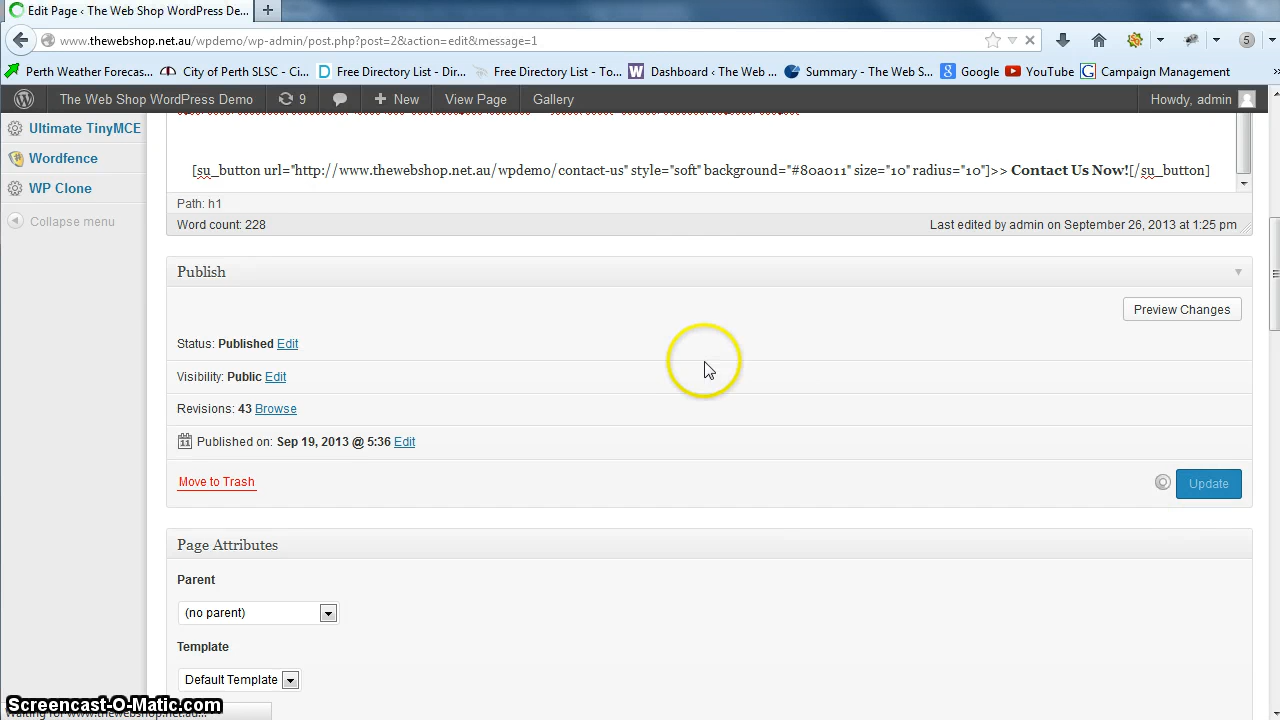 Edit Page ‹ The Web Shop WordPress De...
www.thewebshop.net.au/wpdemo/wp-admin/post.php?post=2&action=edit&message=1
5
Perth Weather Forecas...
City of Perth SLSC - Ci...
Free Directory List - Dir...
Free Directory List - To...
Dashboard ‹ The Web ...
Summary - The Web S...
Google
YouTube
Campaign Management
The Web Shop WordPress Demo
9
New
View Page
Gallery
Howdy, admin
Ultimate TinyMCE
Wordfence
WP Clone
Collapse menu
[su_button url="http://www.thewebshop.net.au/wpdemo/contact-us" style="soft" background="#80a011" size="10" radius="10"]>> Contact Us Now![/su_button]
Path: h1
Word count: 228
Last edited by admin on September 26, 2013 at 1:25 pm
Publish
Preview Changes
Status: Published Edit
Visibility: Public Edit
Revisions: 43 Browse
11
Published on: Sep 19, 2013 @ 5:36 Edit
Move to Trash
Update
Page Attributes
Parent
(no parent)
Template
Default Template
Screencast-O-Matic.com
Waiting for www.thewebshop.net.au...